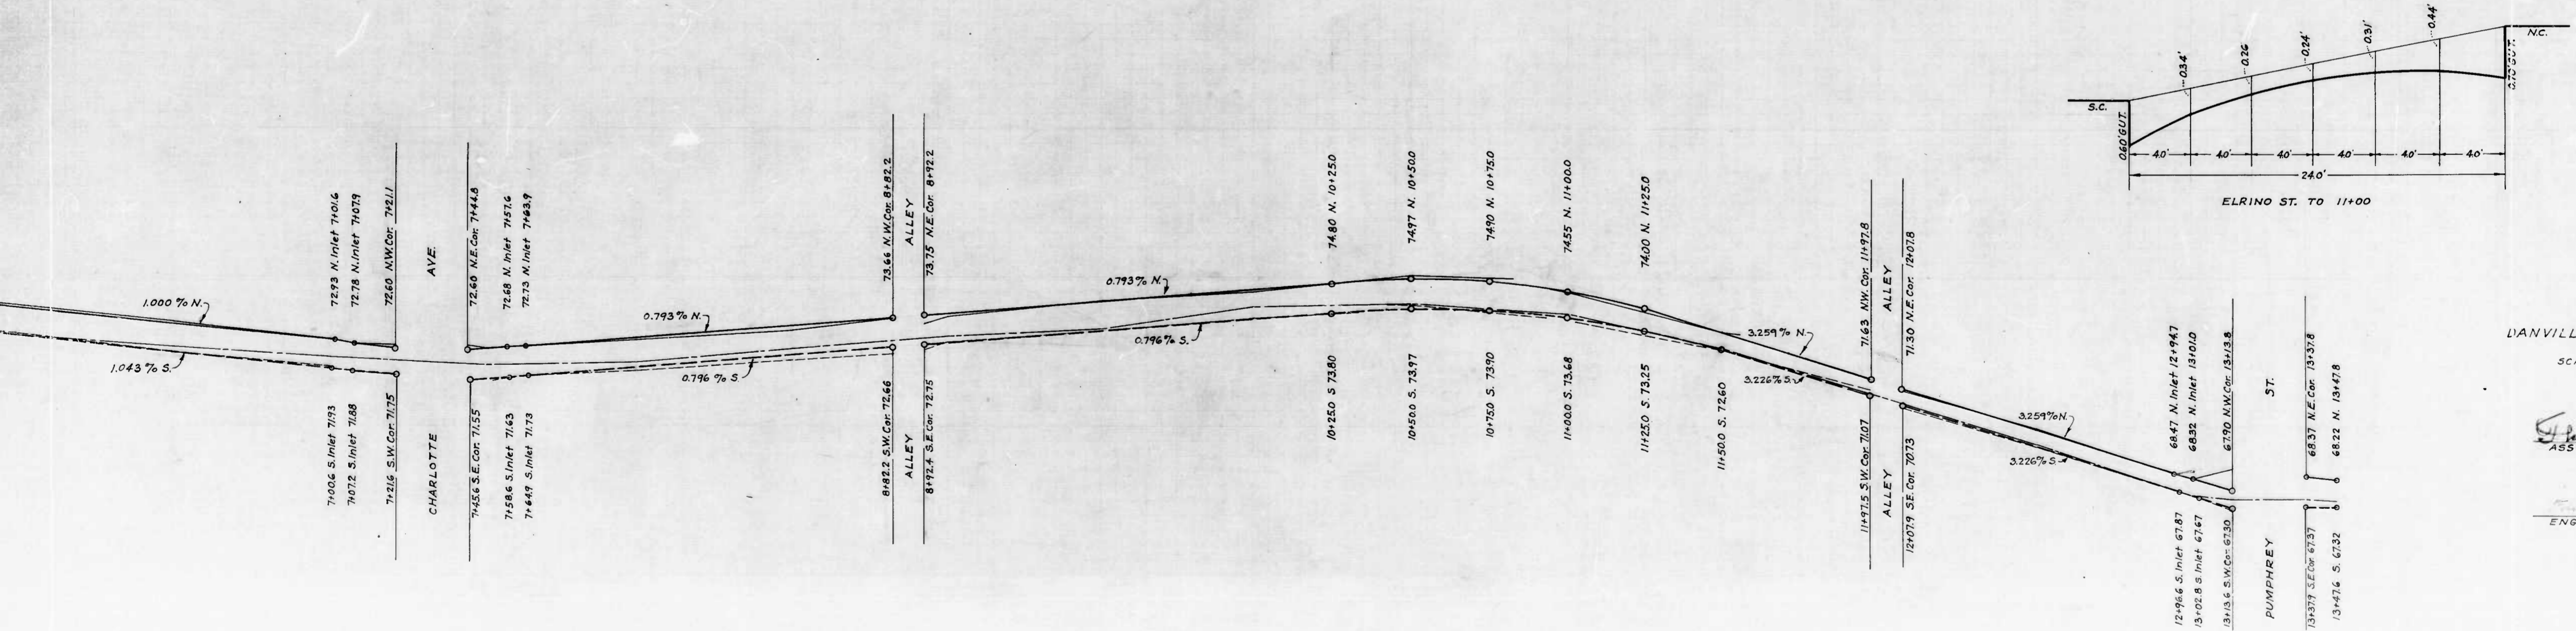 1.000 % N.
1.043 % S.
72.93 N. Inlet 7+01.6
72.78 N. Inlet 7+07.9
72.60 N.W. Cor. 7+21.1
7+00.6 S. Inlet 71.93
7+07.2 S. Inlet 71.88
7+21.6 S.W. Cor. 71.75
CHARLOTTE AVE.
72.60 N.E. Cor. 7+44.8
72.68 N. Inlet 7+57.6
72.73 N. Inlet 7+63.9
7+45.6 S.E. Cor. 71.55
7+58.6 S. Inlet 71.63
7+64.9 S. Inlet 71.73
0.793 % N.
0.796 % S.
73.66 N.W. Cor. 8+82.2
ALLEY
73.75 N.E. Cor. 8+92.2
8+82.2 S.W. Cor. 72.66
ALLEY
8+92.4 S.E. Cor. 72.75
0.793 % N.
0.796 % S.
74.80 N. 10+25.0
74.97 N. 10+50.0
74.90 N. 10+75.0
74.55 N. 11+00.0
74.00 N. 11+25.0
10+25.0 S. 73.80
10+50.0 S. 73.97
10+75.0 S. 73.90
11+00.0 S. 73.68
11+25.0 S. 73.25
11+50.0 S. 72.60
3.259 % N.
3.226 % S.
71.63 N.W. Cor. 11+97.8
ALLEY
71.30 N.E. Cor. 12+07.8
11+97.5 S.W. Cor. 71.07
ALLEY
12+07.9 S.E. Cor. 70.73
3.259 % N.
3.226 % S.
68.47 N. Inlet 12+94.7
68.32 N. Inlet 13+01.0
67.90 N.W. Cor. 13+13.8
12+96.6 S. Inlet 67.87
13+02.8 S. Inlet 67.67
13+13.6 S.W. Cor. 67.30
PUMPHREY ST.
68.37 N.E. Cor. 13+37.8
68.22 N. 13+47.8
13+37.9 S.E. Cor. 67.37
13+47.6 S. 67.32
S.C.
N.C.
0.60' GUT.
0.34'
0.26
0.24'
0.31'
0.44'
0.73' GUT.
4.0' 4.0' 4.0' 4.0' 4.0' 4.0'
24.0'
ELRINO ST. TO 11+00
DANVILL
SC
ASS
ENG